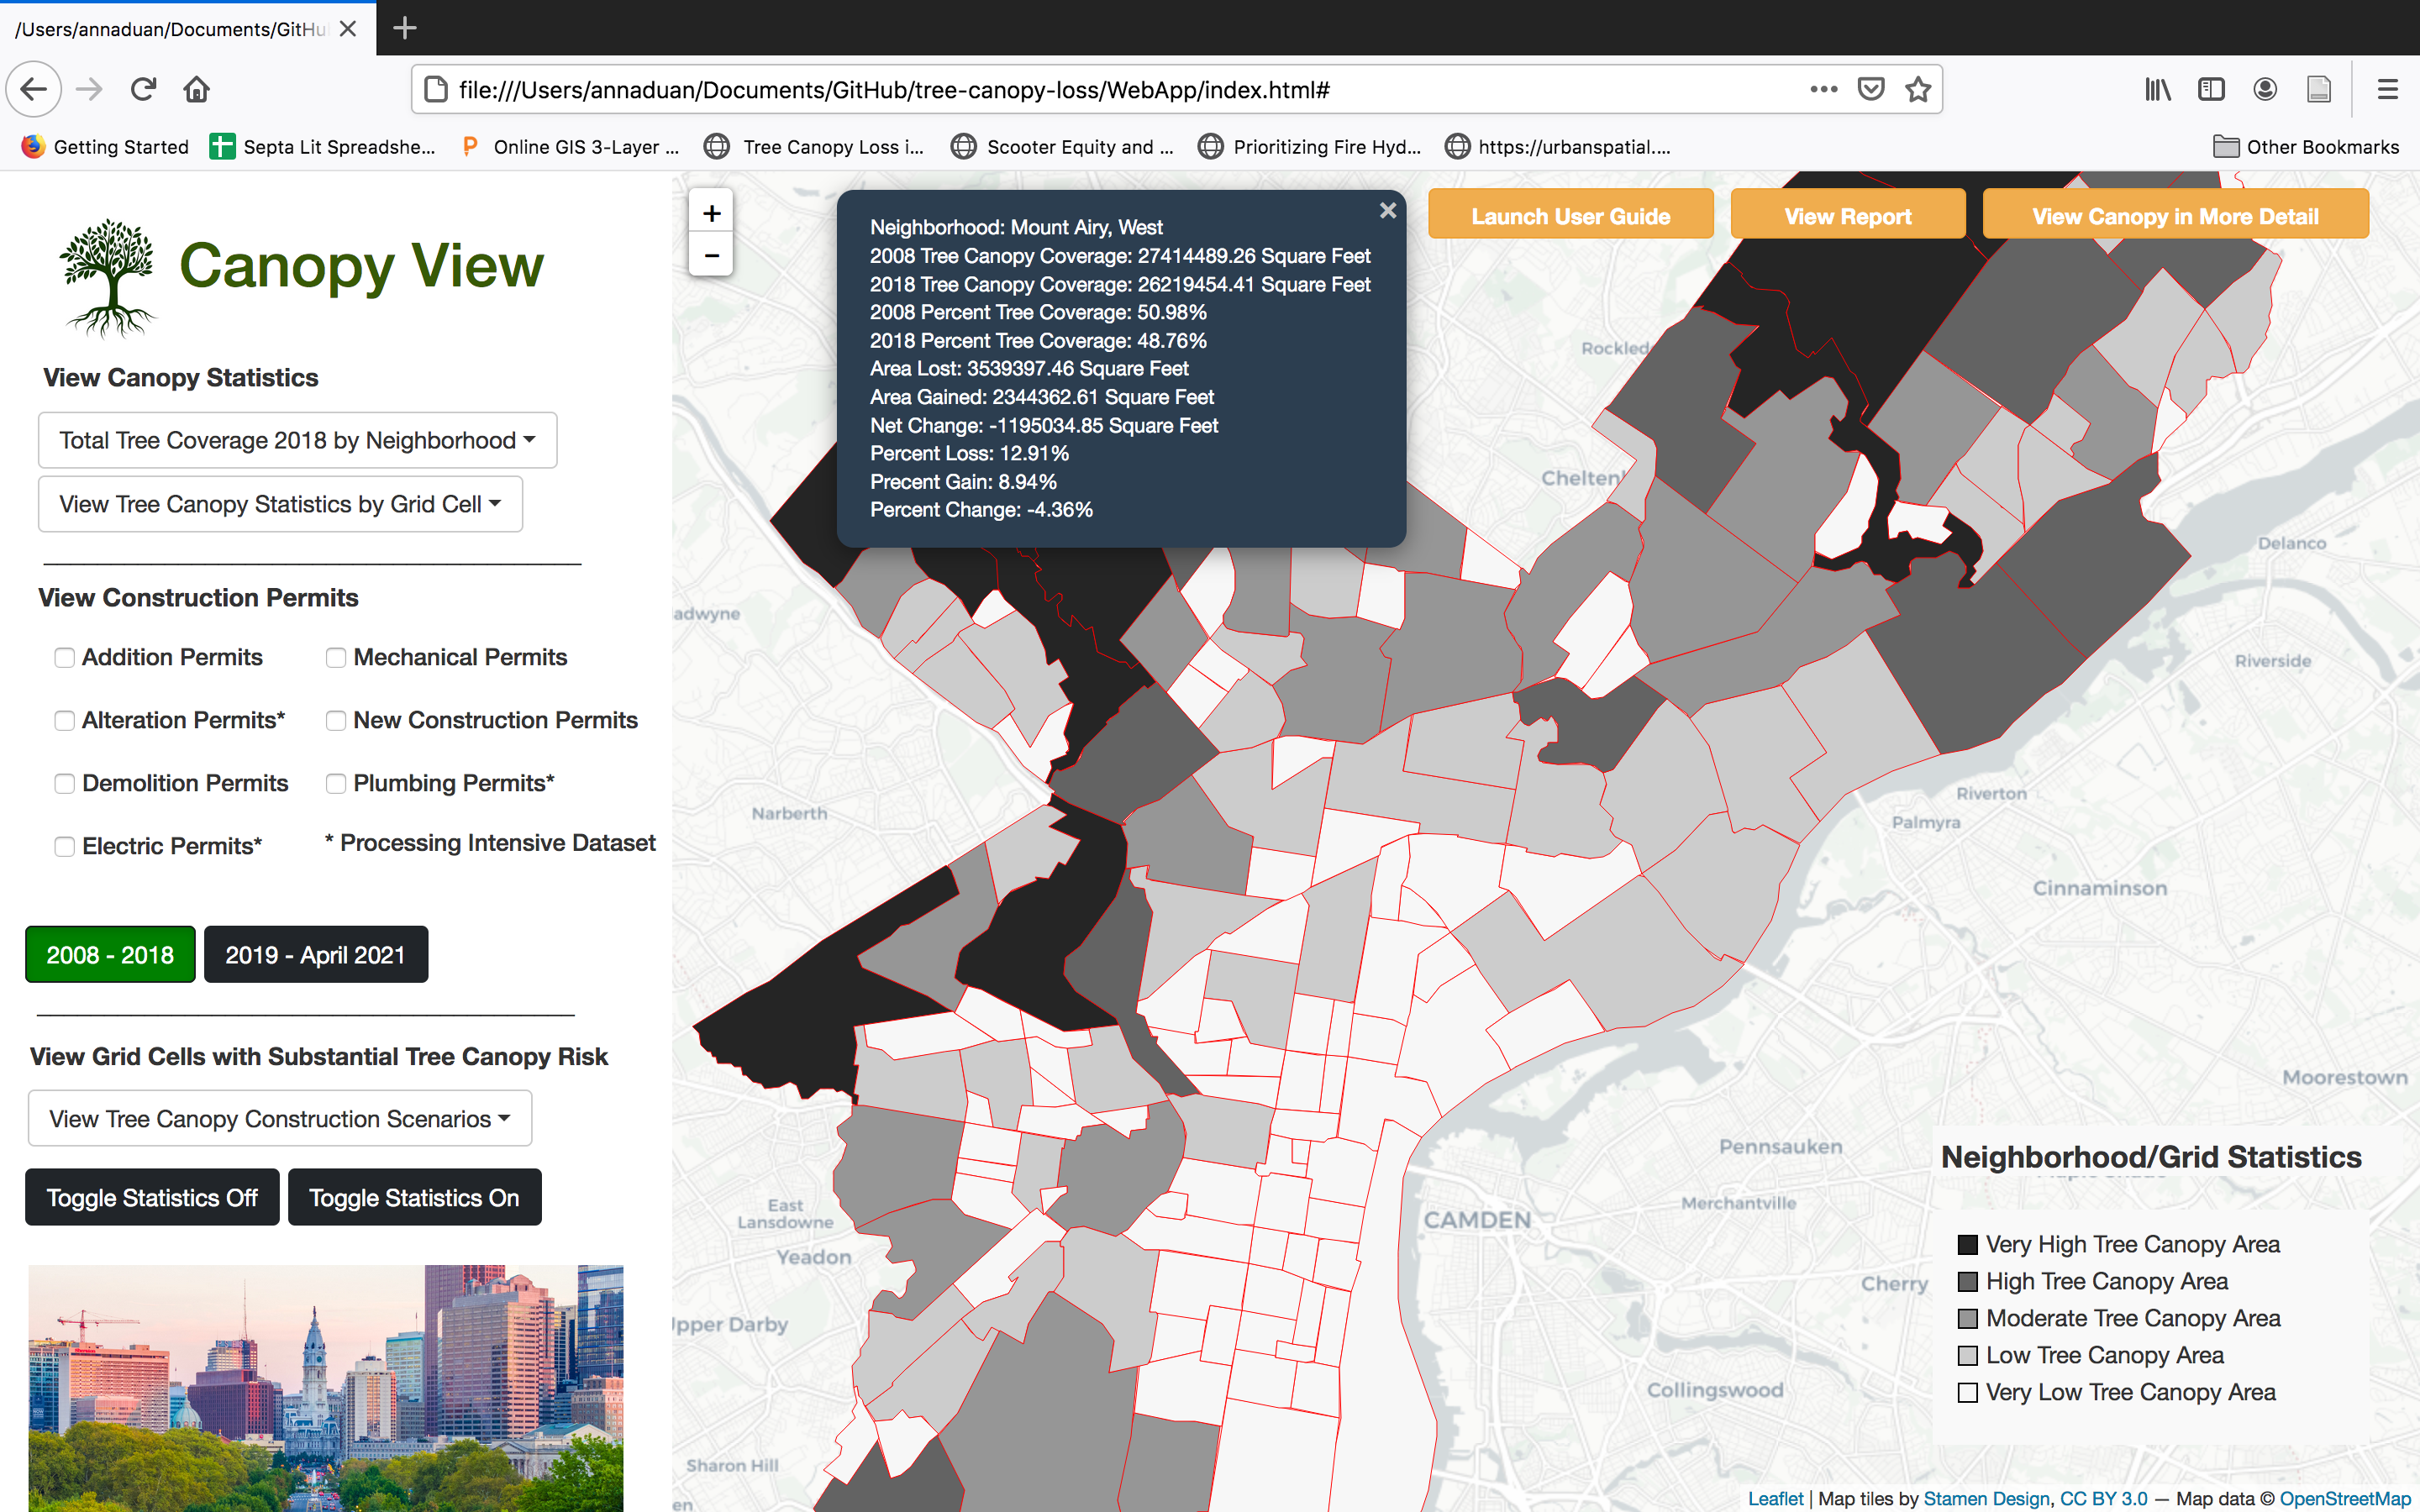 /Users/annaduan/Documents/GitHu
file:///Users/annaduan/Documents/GitHub/tree-canopy-loss/WebApp/index.html#
Getting Started
Septa Lit Spreadshe...
Online GIS 3-Layer ...
Tree Canopy Loss i...
Scooter Equity and ...
Prioritizing Fire Hyd...
https://urbanspatial....
Other Bookmarks
Canopy View
View Canopy Statistics
Total Tree Coverage 2018 by Neighborhood
View Tree Canopy Statistics by Grid Cell
View Construction Permits
Addition Permits
Mechanical Permits
Alteration Permits*
New Construction Permits
Demolition Permits
Plumbing Permits*
Electric Permits*
* Processing Intensive Dataset
2008 - 2018
2019 - April 2021
View Grid Cells with Substantial Tree Canopy Risk
View Tree Canopy Construction Scenarios
Toggle Statistics Off
Toggle Statistics On
+
−
Neighborhood: Mount Airy, West
2008 Tree Canopy Coverage: 27414489.26 Square Feet
2018 Tree Canopy Coverage: 26219454.41 Square Feet
2008 Percent Tree Coverage: 50.98%
2018 Percent Tree Coverage: 48.76%
Area Lost: 3539397.46 Square Feet
Area Gained: 2344362.61 Square Feet
Net Change: -1195034.85 Square Feet
Percent Loss: 12.91%
Precent Gain: 8.94%
Percent Change: -4.36%
×
Launch User Guide
View Report
View Canopy in More Detail
Rockled
Chelten
adwyne
Narberth
Delanco
Riverside
Riverton
Palmyra
Cinnaminson
Moorestown
Pennsauken
Merchantville
CAMDEN
Cherry
Collingswood
East
Lansdowne
Yeadon
pper Darby
Sharon Hill
en
Neighborhood/Grid Statistics
Very High Tree Canopy Area
High Tree Canopy Area
Moderate Tree Canopy Area
Low Tree Canopy Area
Very Low Tree Canopy Area
Leaflet | Map tiles by Stamen Design, CC BY 3.0 — Map data © OpenStreetMap